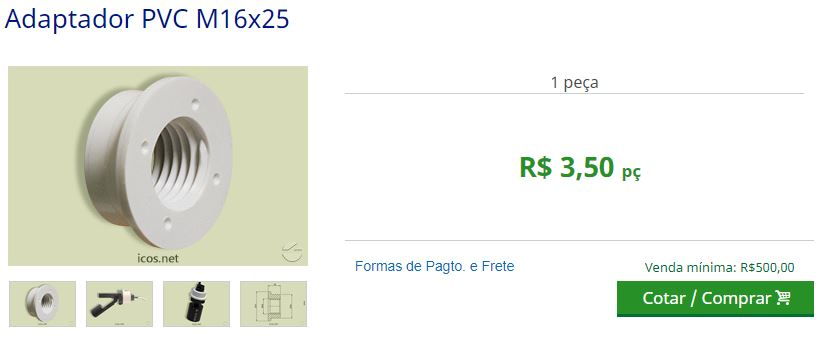 Adaptador PVC M16x25
1 peça
R$ 3,50 pç
icos.net
Formas de Pagto. e Frete
Venda mínima: R$500,00
Cotar / Comprar